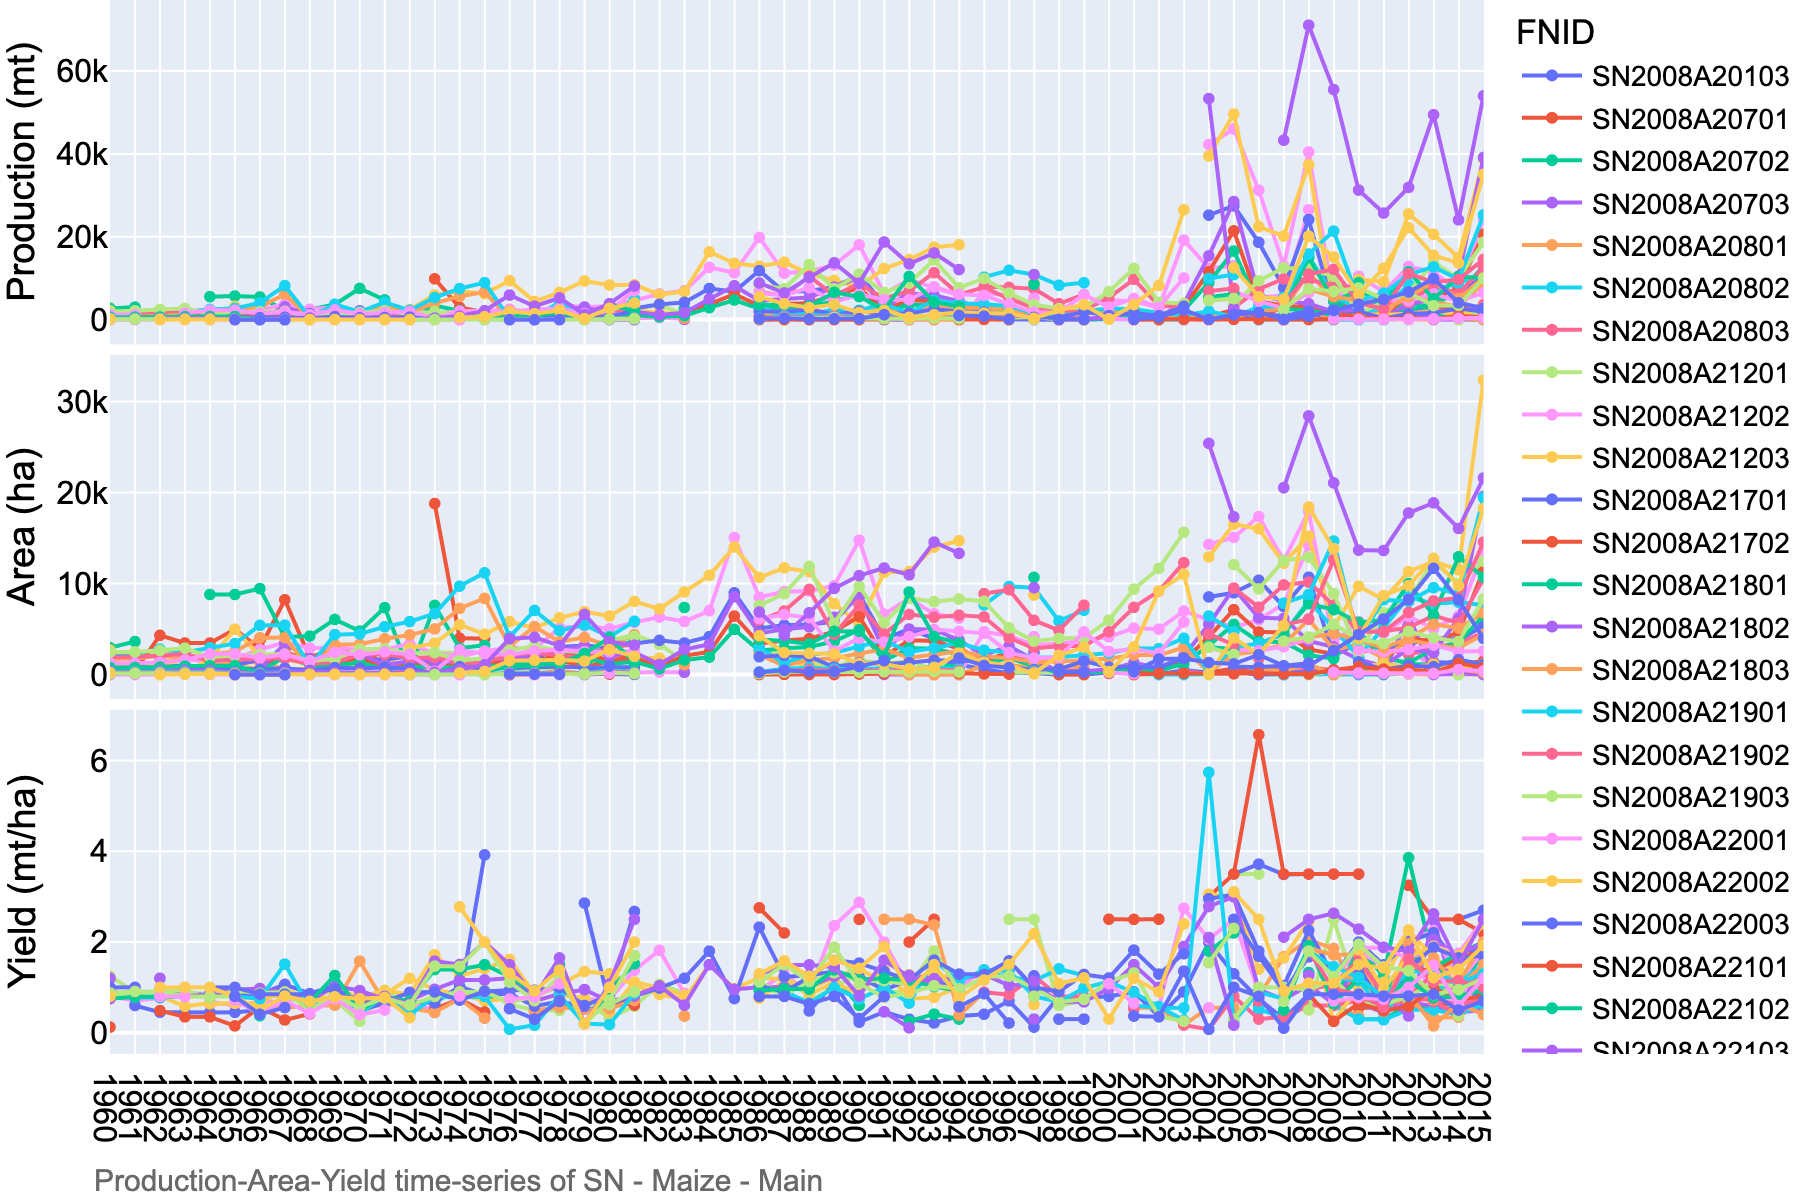 Production (mt)
60k
40k
20k
0
Area (ha)
30k
20k
10k
0
Yield (mt/ha)
6
4
2
0
1960
1961
1962
1963
1964
1965
1966
1967
1968
1969
1970
1971
1972
1973
1974
1975
1976
1977
1978
1979
1980
1981
1982
1983
1984
1985
1986
1987
1988
1989
1990
1991
1992
1993
1994
1995
1996
1997
1998
1999
2000
2001
2002
2003
2004
2005
2006
2007
2008
2009
2010
2011
2012
2013
2014
2015
Production-Area-Yield time-series of SN - Maize - Main
FNID
SN2008A20103
SN2008A20701
SN2008A20702
SN2008A20703
SN2008A20801
SN2008A20802
SN2008A20803
SN2008A21201
SN2008A21202
SN2008A21203
SN2008A21701
SN2008A21702
SN2008A21801
SN2008A21802
SN2008A21803
SN2008A21901
SN2008A21902
SN2008A21903
SN2008A22001
SN2008A22002
SN2008A22003
SN2008A22101
SN2008A22102
SN2008A22103